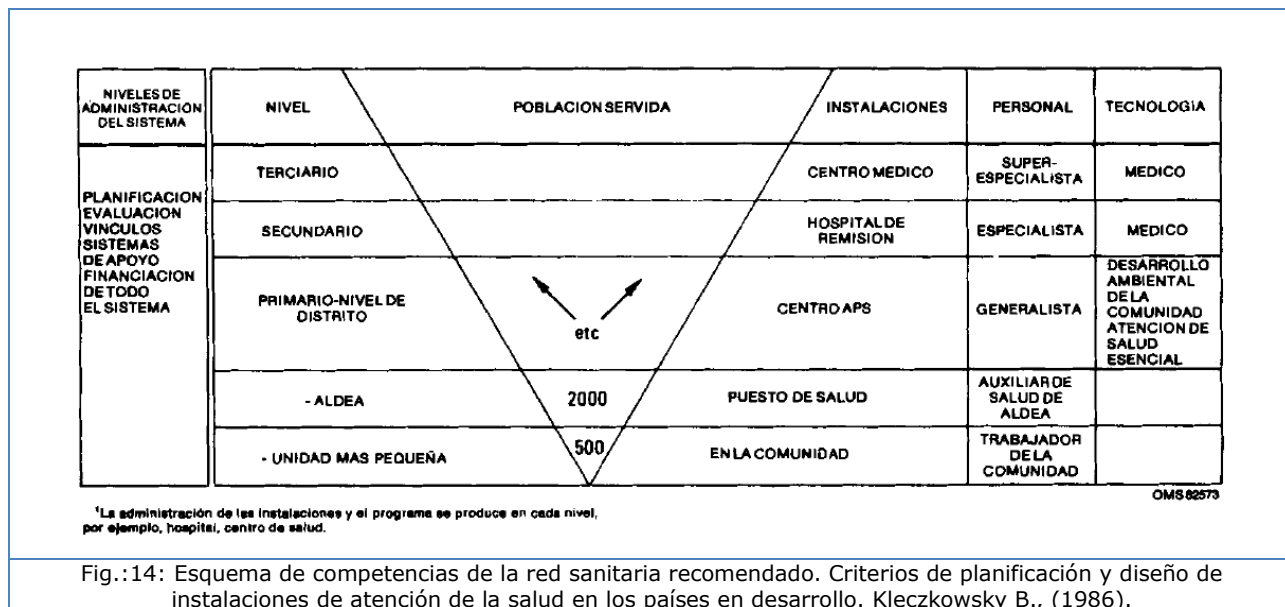 NIVELES DE
ADMINISTRACION
DEL SISTEMA
NIVEL
POBLACION SERVIDA
INSTALACIONES
PERSONAL
TECNOLOGIA
PLANIFICACION
EVALUACION
VINCULOS
SISTEMAS
DE APOYO
FINANCIACION
DE TODO
EL SISTEMA
TERCIARIO
CENTRO MEDICO
SUPER-
ESPECIALISTA
MEDICO
SECUNDARIO
HOSPITAL DE
REMISION
ESPECIALISTA
MEDICO
PRIMARIO-NIVEL DE
DISTRITO
etc
CENTRO APS
GENERALISTA
DESARROLLO
AMBIENTAL
DE LA
COMUNIDAD
ATENCION DE
SALUD
ESENCIAL
- ALDEA
2000
PUESTO DE SALUD
AUXILIAR DE
SALUD DE
ALDEA
- UNIDAD MAS PEQUEÑA
500
EN LA COMUNIDAD
TRABAJADOR
DE LA
COMUNIDAD
OMS 82573
¹La administración de las instalaciones y el programa se produce en cada nivel,
por ejemplo, hospital, centro de salud.
Fig.:14: Esquema de competencias de la red sanitaria recomendado. Criterios de planificación y diseño de
instalaciones de atención de la salud en los países en desarrollo. Kleczkowsky B., (1986).